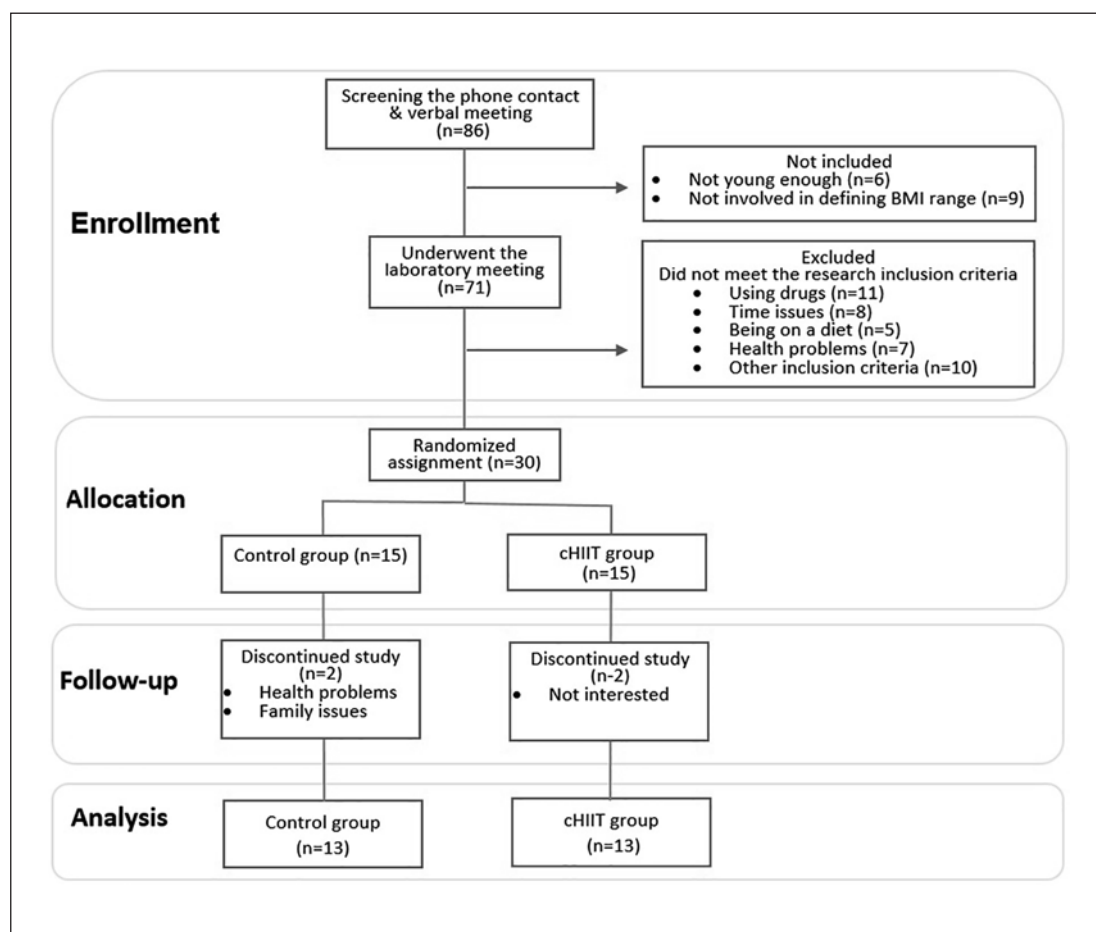 Screening the phone contact
& verbal meeting
(n=86)
Not included
• Not young enough (n=6)
• Not involved in defining BMI range (n=9)
Enrollment
Underwent the
laboratory meeting
(n=71)
Excluded
Did not meet the research inclusion criteria
• Using drugs (n=11)
• Time issues (n=8)
• Being on a diet (n=5)
• Health problems (n=7)
• Other inclusion criteria (n=10)
Randomized
assignment (n=30)
Allocation
Control group (n=15)
cHIIT group
(n=15)
Follow-up
Discontinued study
(n=2)
• Health problems
• Family issues
Discontinued study
(n-2)
• Not interested
Analysis
Control group
(n=13)
cHIIT group
(n=13)